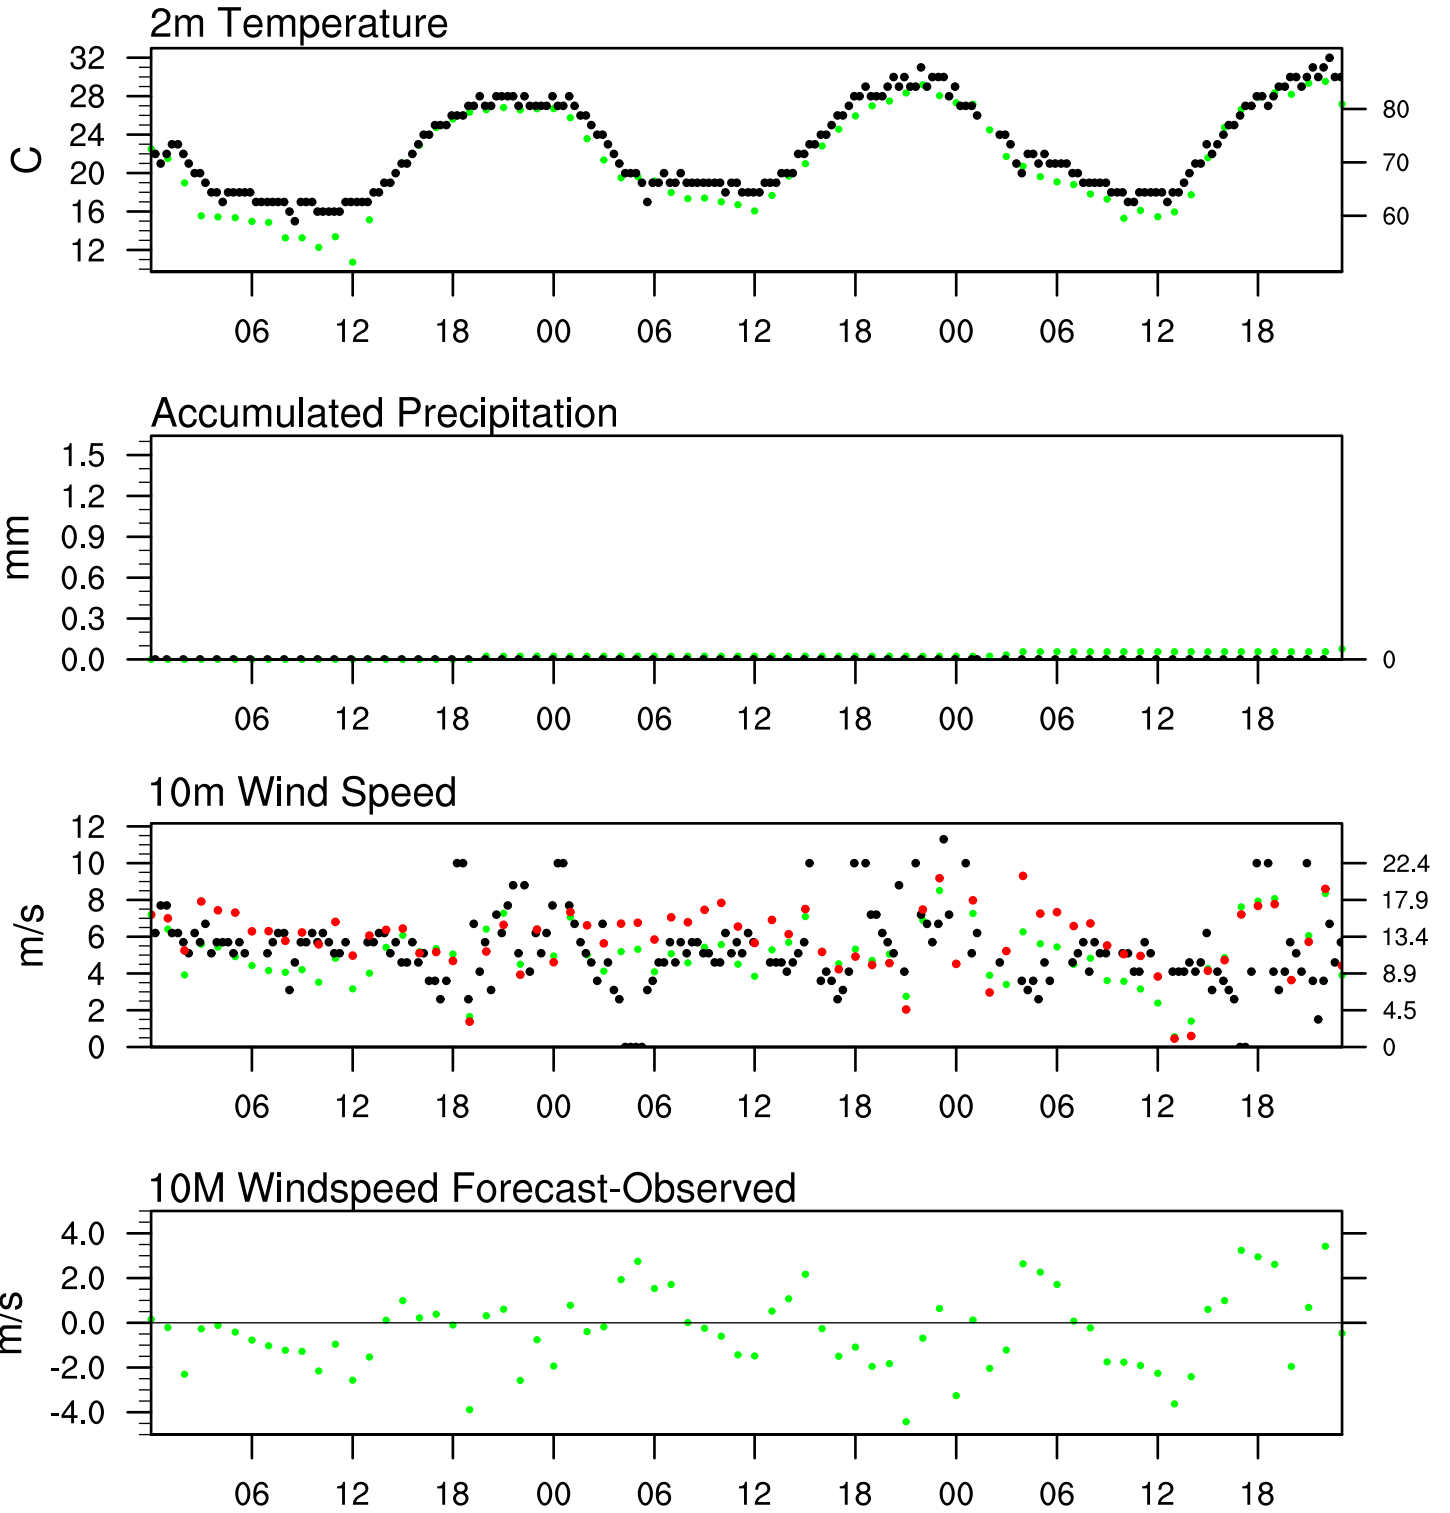 2m Temperature
32
28
24
20
16
12
C
80
70
60
06 12 18 00 06 12 18 00 06 12 18
Accumulated Precipitation
1.5
1.2
0.9
0.6
0.3
0.0
mm
0
06 12 18 00 06 12 18 00 06 12 18
10m Wind Speed
12
10
8
6
4
2
0
m/s
22.4
17.9
13.4
8.9
4.5
0
06 12 18 00 06 12 18 00 06 12 18
10M Windspeed Forecast-Observed
4.0
2.0
0.0
-2.0
-4.0
m/s
06 12 18 00 06 12 18 00 06 12 18